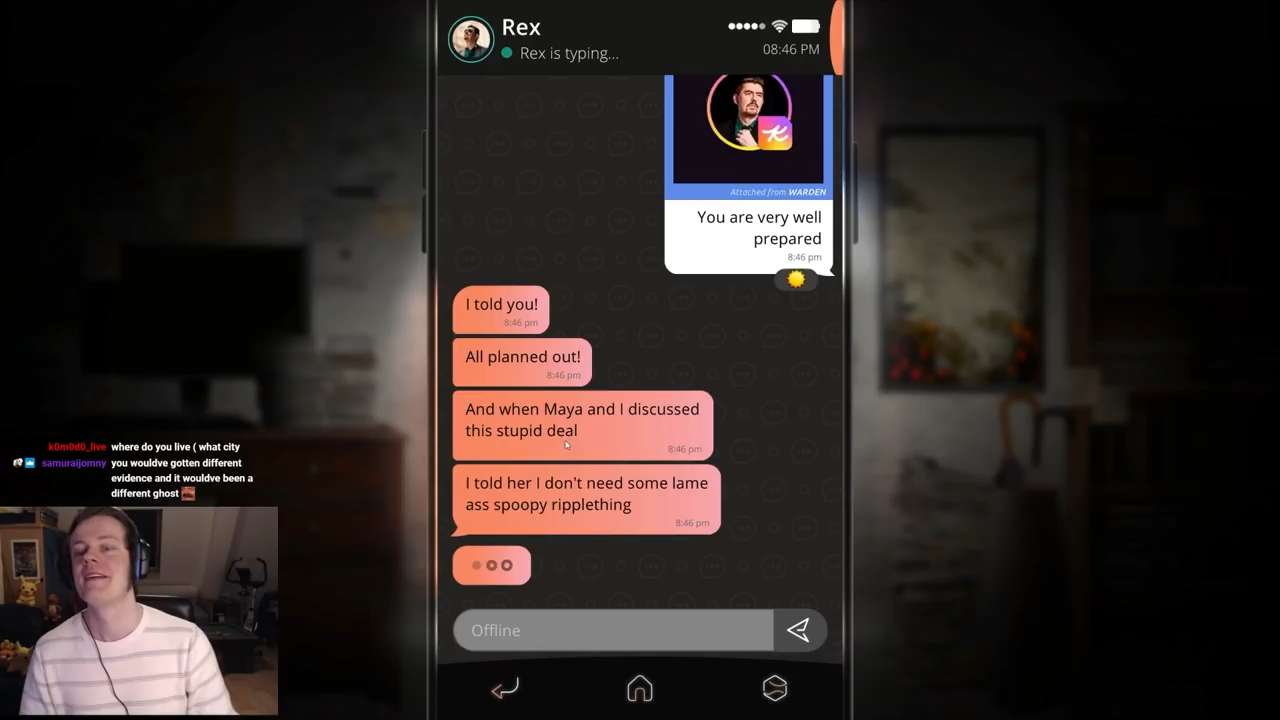 Rex
Rex is typing...
08:46 PM
Attached from WARDEN
You are very well
prepared
8:46 pm
I told you!
8:46 pm
All planned out!
8:46 pm
And when Maya and I discussed
this stupid deal
8:46 pm
I told her I don't need some lame
ass spoopy ripplething
8:46 pm
Offline
k0m0d0_live where do you live ( what city
samuraijomny you wouldve gotten different
evidence and it wouldve been a
different ghost